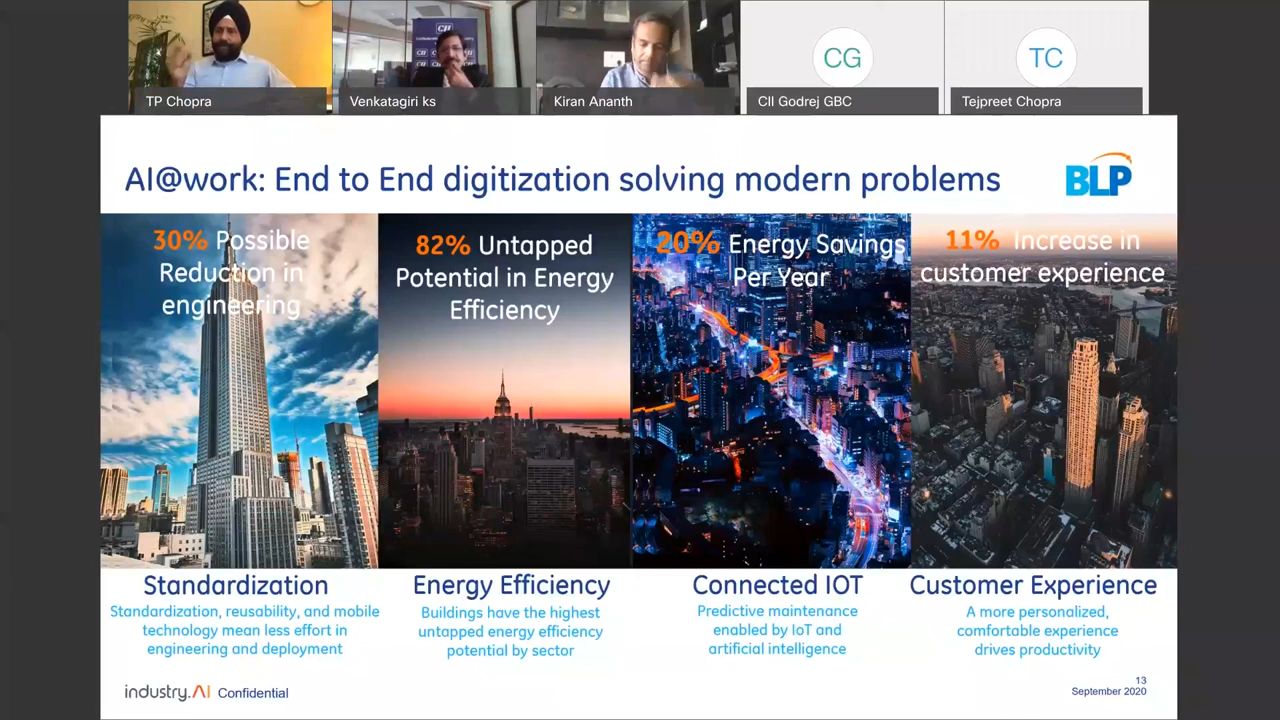 CII
CG
TC
TP Chopra
Venkatagiri ks
Kiran Ananth
CII Godrej GBC
Tejpreet Chopra
AI@work: End to End digitization solving modern problems
BLP
30% Possible
Reduction in
engineering
82% Untapped
Potential in Energy
Efficiency
20% Energy Savings
Per Year
11% Increase in
customer experience
Standardization
Standardization, reusability, and mobile
technology mean less effort in
engineering and deployment
Energy Efficiency
Buildings have the highest
untapped energy efficiency
potential by sector
Connected IOT
Predictive maintenance
enabled by IoT and
artificial intelligence
Customer Experience
A more personalized,
comfortable experience
drives productivity
industry.AI Confidential
13
September 2020